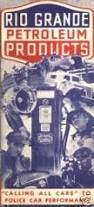 RIO GRANDE
PETROLEUM
PRODUCTS
"CALLING ALL CARS" TO
POLICE CAR PERFORMANCE